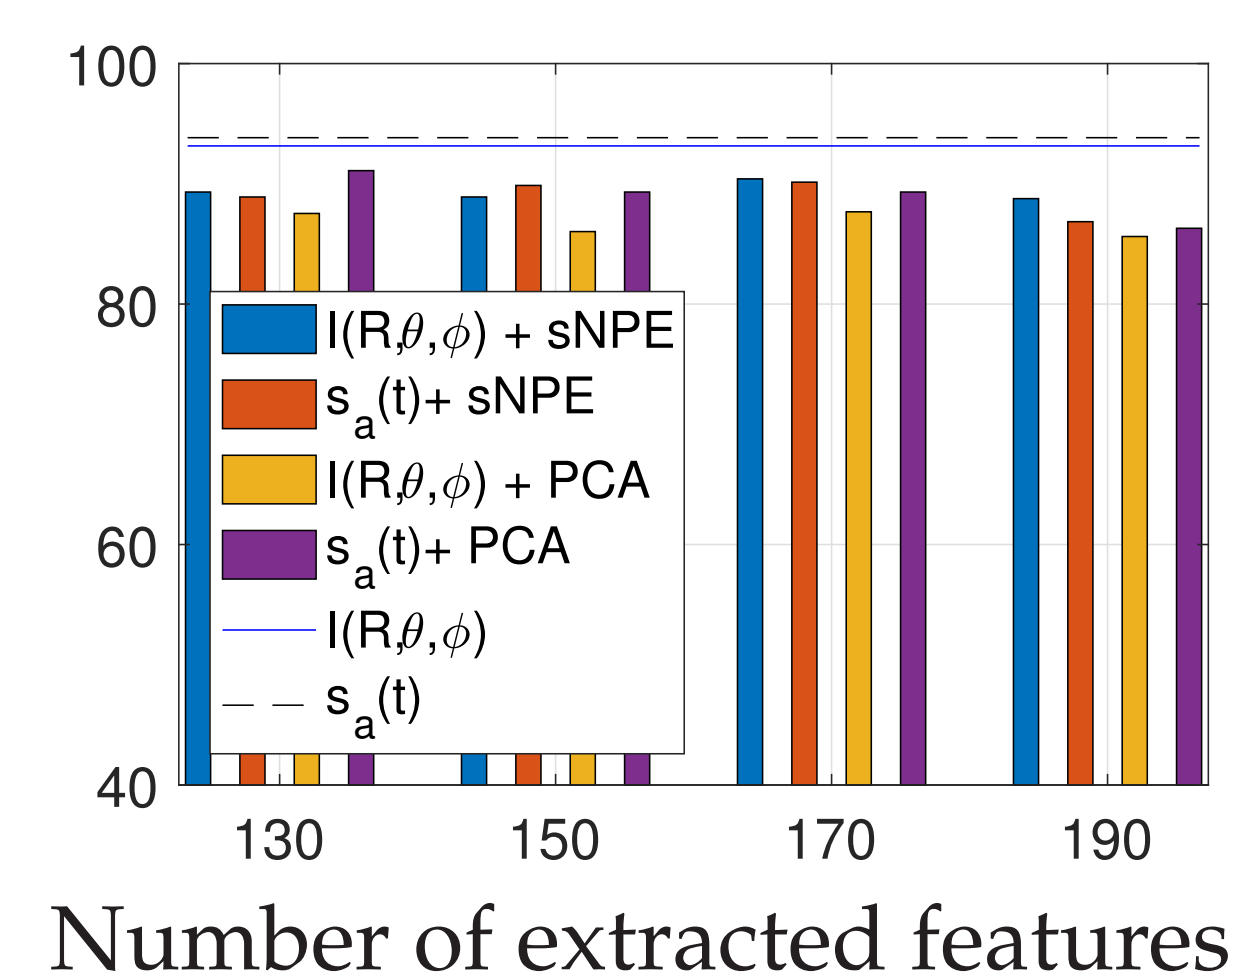 100
80
60
40
I(R,θ,ϕ) + sNPE
s_a(t)+ sNPE
I(R,θ,ϕ) + PCA
s_a(t)+ PCA
I(R,θ,ϕ)
s_a(t)
130 150 170 190
Number of extracted features